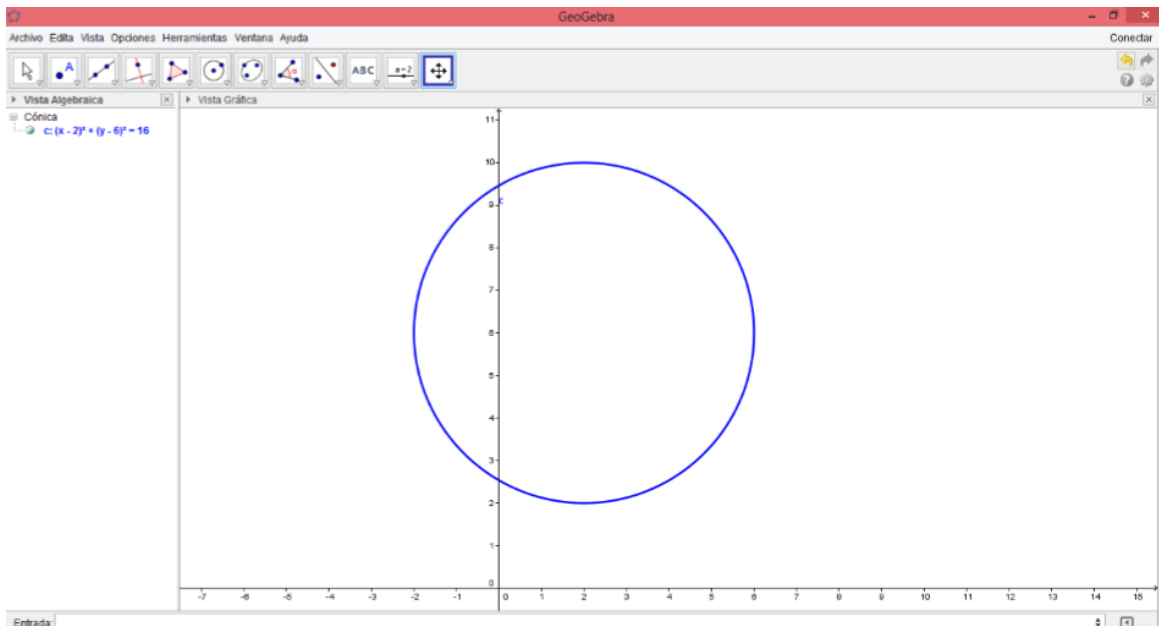 GeoGebra
Archivo Edita Vista Opciones Herramientas Ventana Ayuda
Conectar
A
ABC
a=2
Vista Algebraica
Vista Gráfica
Cónica
c: (x - 2)² + (y - 6)² = 16
11
10
9
c
8
7
6
5
4
3
2
1
0
-7 -6 -5 -4 -3 -2 -1 0 1 2 3 4 5 6 7 8 9 10 11 12 13 14 15
Entrada: